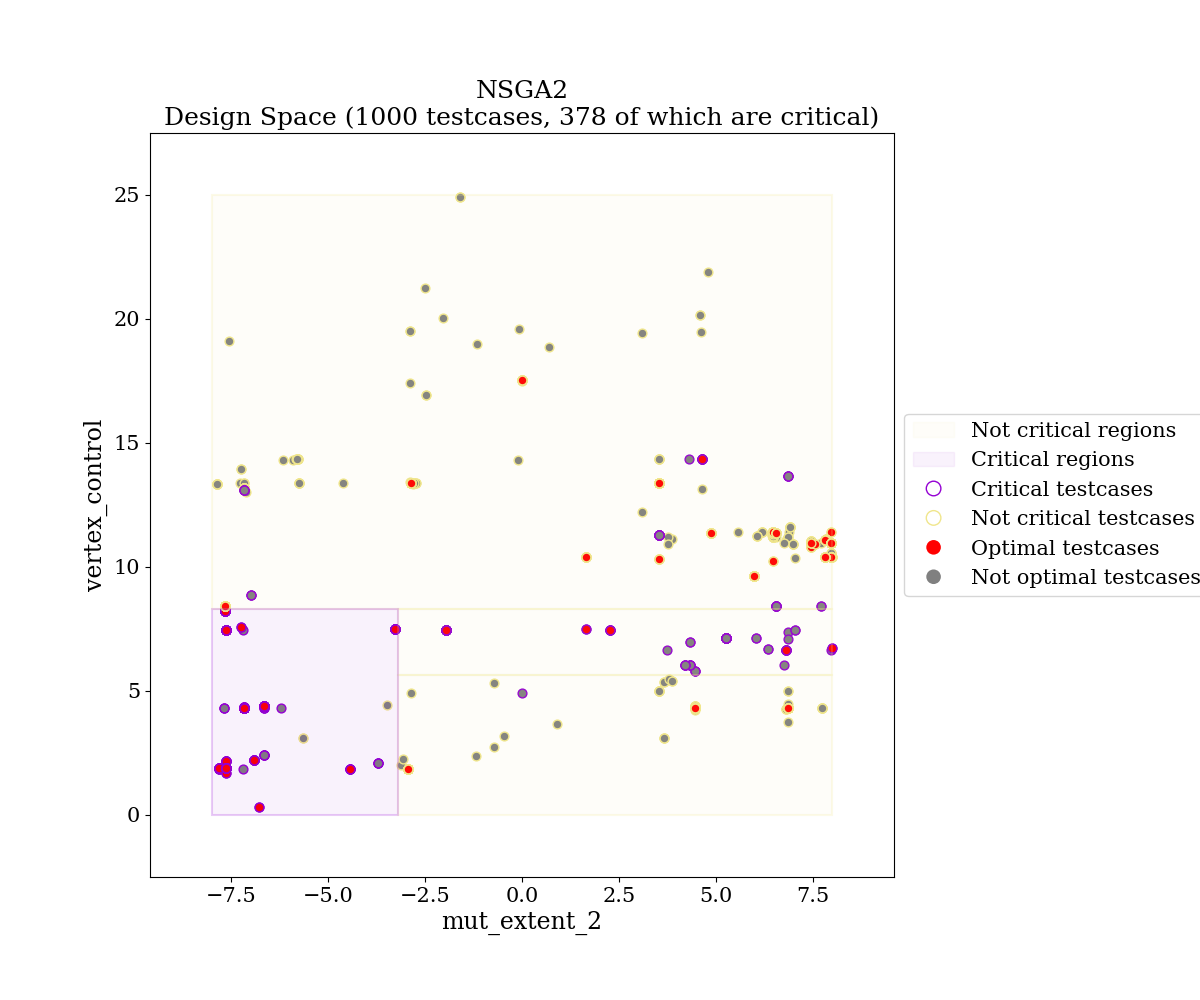 NSGA2
Design Space (1000 testcases, 378 of which are critical)
25
20
15
10
5
0
vertex_control
−7.5
−5.0
−2.5
0.0
2.5
5.0
7.5
mut_extent_2
Not critical regions
Critical regions
Critical testcases
Not critical testcases
Optimal testcases
Not optimal testcases